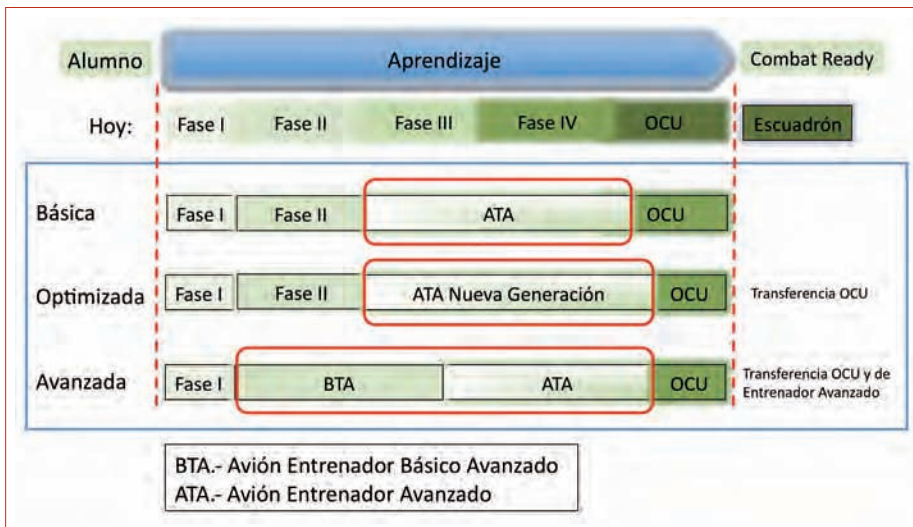 Alumno Aprendizaje Combat Ready
Hoy: Fase I Fase II Fase III Fase IV OCU Escuadrón
Básica Fase I Fase II ATA OCU
Optimizada Fase I Fase II ATA Nueva Generación OCU Transferencia OCU
Avanzada Fase I BTA ATA OCU Transferencia OCU y de
Entrenador Avanzado
BTA.- Avión Entrenador Básico Avanzado
ATA.- Avión Entrenador Avanzado